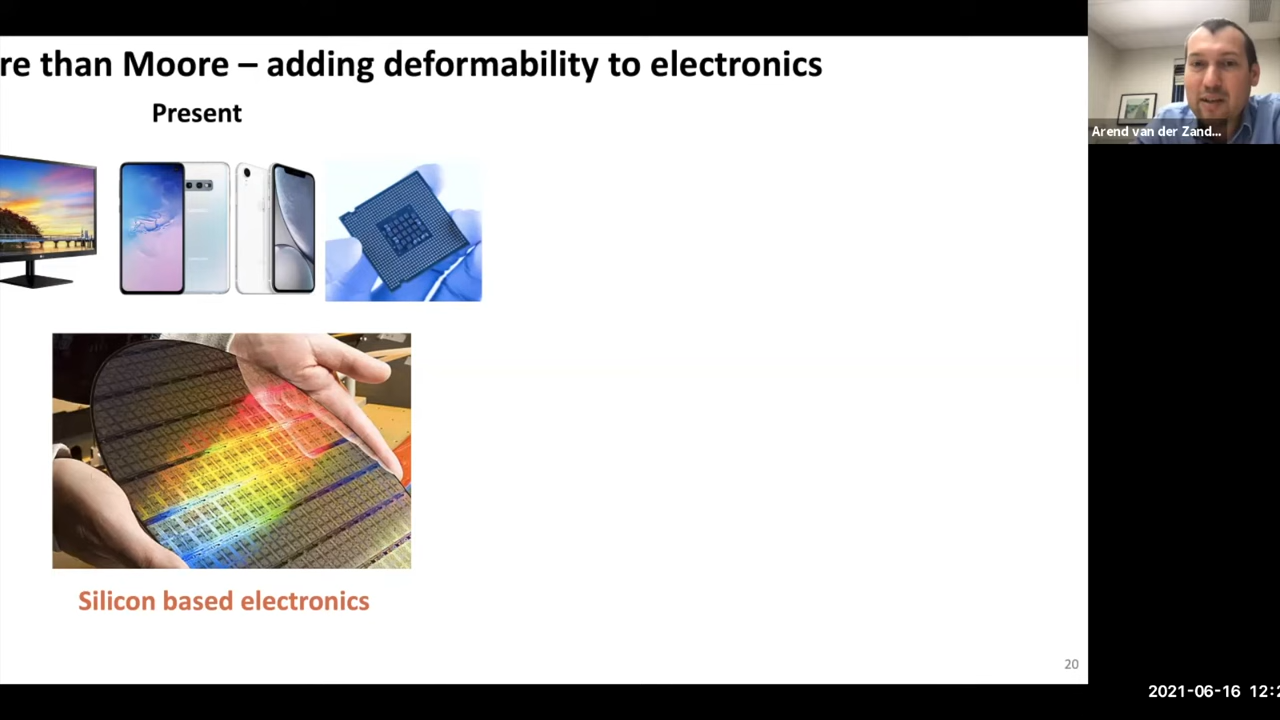 re than Moore – adding deformability to electronics
Arend van der Zand...
Present
Silicon based electronics
20
2021-06-16 12:2